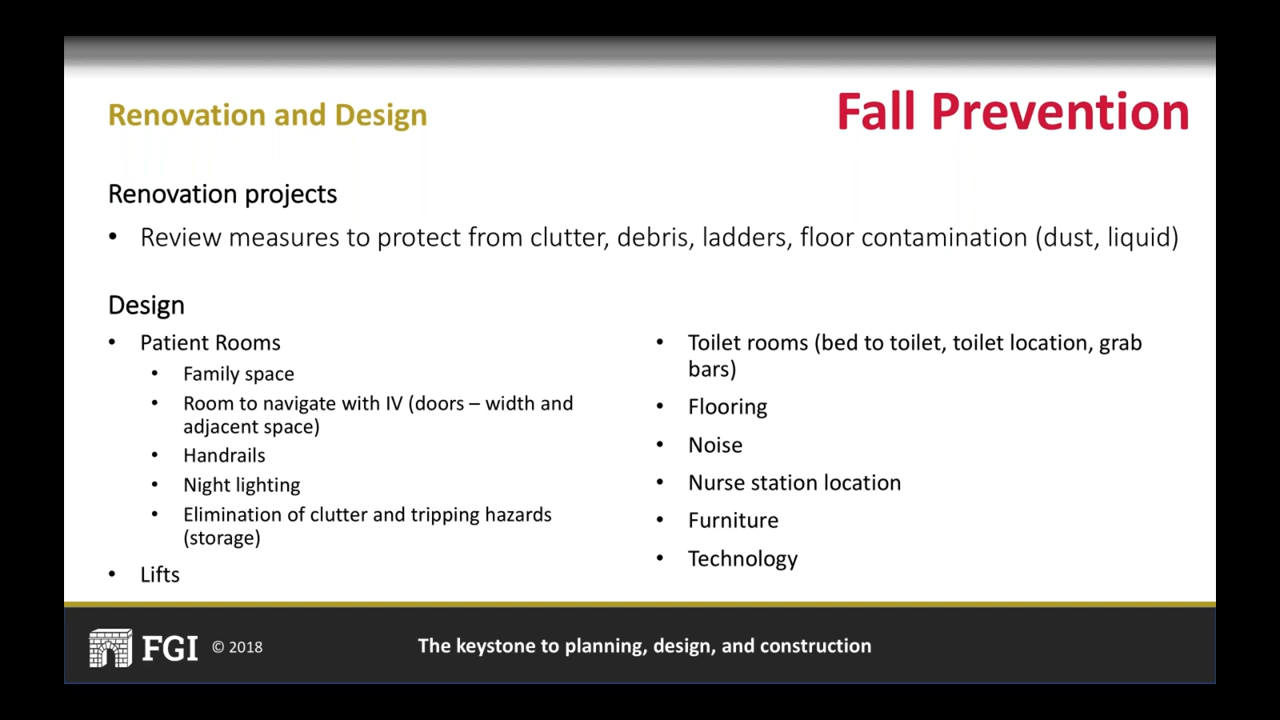 Renovation and Design
Fall Prevention
Renovation projects
• Review measures to protect from clutter, debris, ladders, floor contamination (dust, liquid)
Design
• Patient Rooms
• Family space
• Room to navigate with IV (doors – width and
adjacent space)
• Handrails
• Night lighting
• Elimination of clutter and tripping hazards
(storage)
• Lifts
• Toilet rooms (bed to toilet, toilet location, grab
bars)
• Flooring
• Noise
• Nurse station location
• Furniture
• Technology
FGI © 2018
The keystone to planning, design, and construction